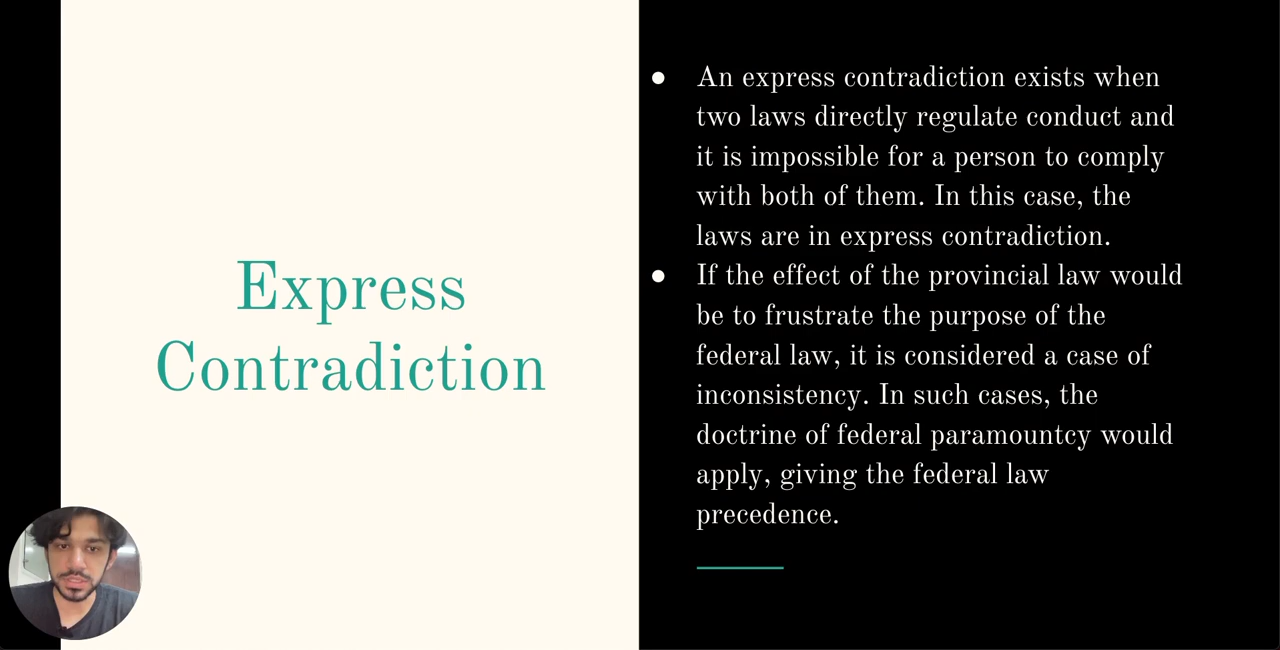 Express
Contradiction
● An express contradiction exists when
two laws directly regulate conduct and
it is impossible for a person to comply
with both of them. In this case, the
laws are in express contradiction.
● If the effect of the provincial law would
be to frustrate the purpose of the
federal law, it is considered a case of
inconsistency. In such cases, the
doctrine of federal paramountcy would
apply, giving the federal law
precedence.